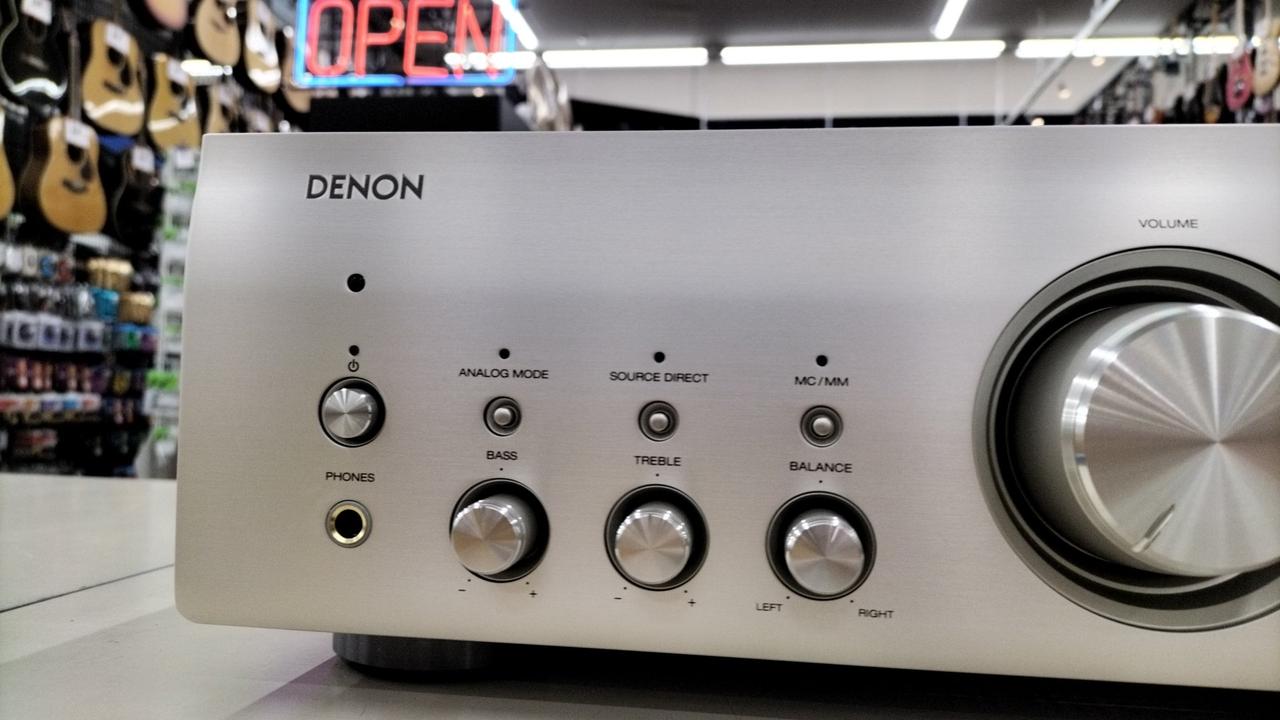 OPEN
DENON
VOLUME
ANALOG MODE
SOURCE DIRECT
MC/MM
BASS
TREBLE
BALANCE
PHONES
− +
− +
LEFT RIGHT